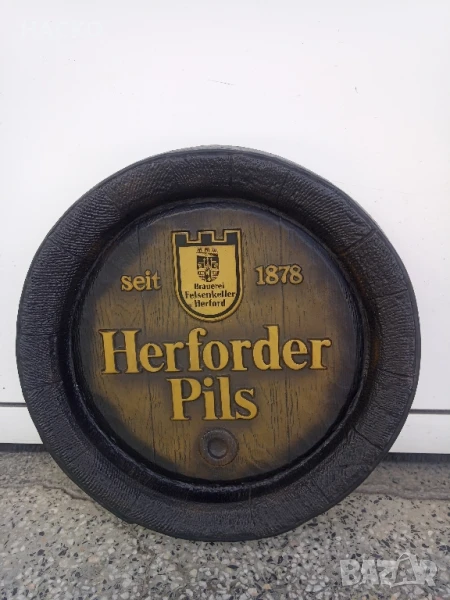 seit 1878
Brauerei
Felsenkeller
Herford
Herforder
Pils
BAZAR